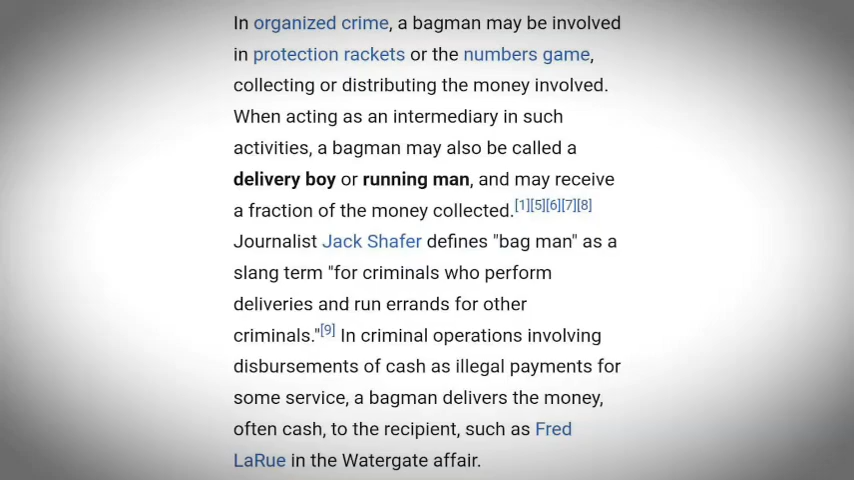 In organized crime, a bagman may be involved
in protection rackets or the numbers game,
collecting or distributing the money involved.
When acting as an intermediary in such
activities, a bagman may also be called a
delivery boy or running man, and may receive
a fraction of the money collected.[1][5][6][7][8]
Journalist Jack Shafer defines "bag man" as a
slang term "for criminals who perform
deliveries and run errands for other
criminals."[9] In criminal operations involving
disbursements of cash as illegal payments for
some service, a bagman delivers the money,
often cash, to the recipient, such as Fred
LaRue in the Watergate affair.